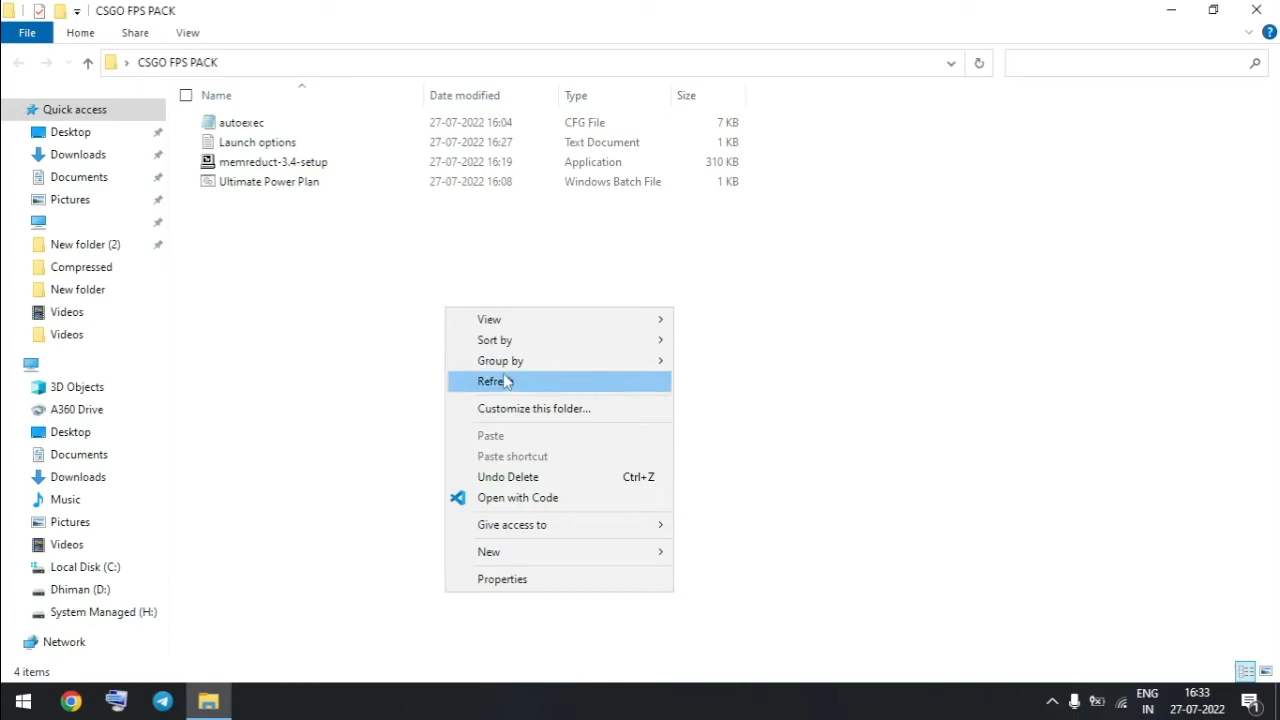 CSGO FPS PACK
File Home Share View
CSGO FPS PACK
Name Date modified Type Size
autoexec 27-07-2022 16:04 CFG File 7 KB
Launch options 27-07-2022 16:27 Text Document 1 KB
memreduct-3.4-setup 27-07-2022 16:19 Application 310 KB
Ultimate Power Plan 27-07-2022 16:08 Windows Batch File 1 KB
Quick access
Desktop
Downloads
Documents
Pictures
New folder (2)
Compressed
New folder
Videos
Videos
3D Objects
A360 Drive
Desktop
Documents
Downloads
Music
Pictures
Videos
Local Disk (C:)
Dhiman (D:)
System Managed (H:)
Network
View
Sort by
Group by
Refresh
Customize this folder...
Paste
Paste shortcut
Undo Delete Ctrl+Z
Open with Code
Give access to
New
Properties
4 items
ENG 16:33
IN 27-07-2022
1